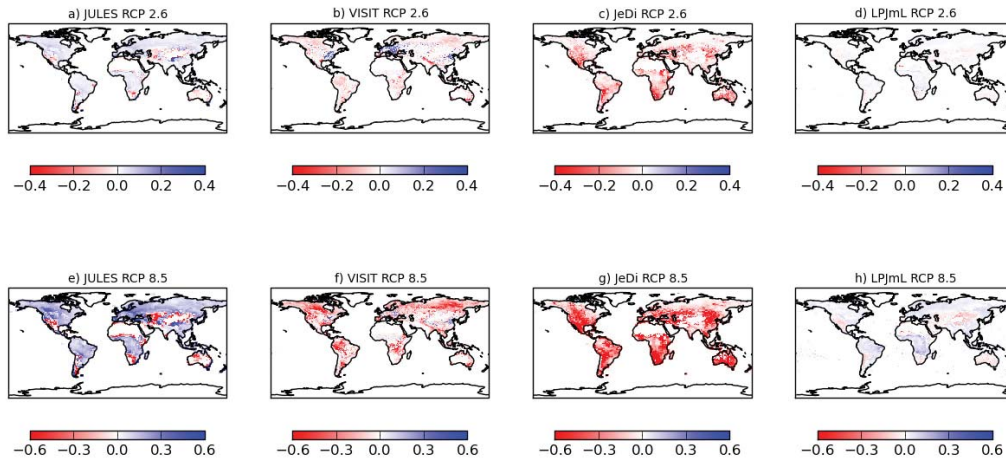 a) JULES RCP 2.6
b) VISIT RCP 2.6
c) JeDi RCP 2.6
d) LPJmL RCP 2.6
−0.4 −0.2 0.0 0.2 0.4
−0.4 −0.2 0.0 0.2 0.4
−0.4 −0.2 0.0 0.2 0.4
−0.4 −0.2 0.0 0.2 0.4
e) JULES RCP 8.5
f) VISIT RCP 8.5
g) JeDi RCP 8.5
h) LPJmL RCP 8.5
−0.6 −0.3 0.0 0.3 0.6
−0.6 −0.3 0.0 0.3 0.6
−0.6 −0.3 0.0 0.3 0.6
−0.6 −0.3 0.0 0.3 0.6